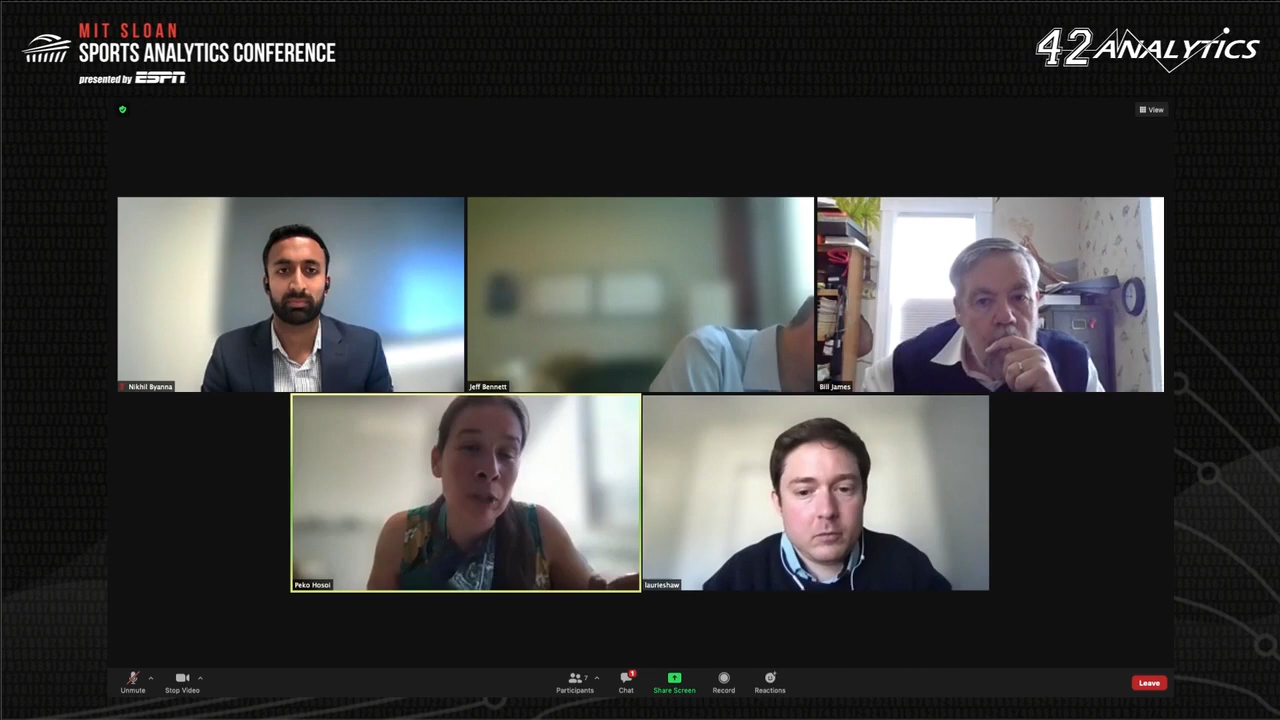 MIT SLOAN
SPORTS ANALYTICS CONFERENCE
presented by ESPN
42 ANALYTICS
View
Nikhil Byanna
Jeff Bennett
Bill James
Peko Hosoi
laurieshaw
Unmute
Stop Video
Participants
7
Chat
1
Share Screen
Record
Reactions
Leave